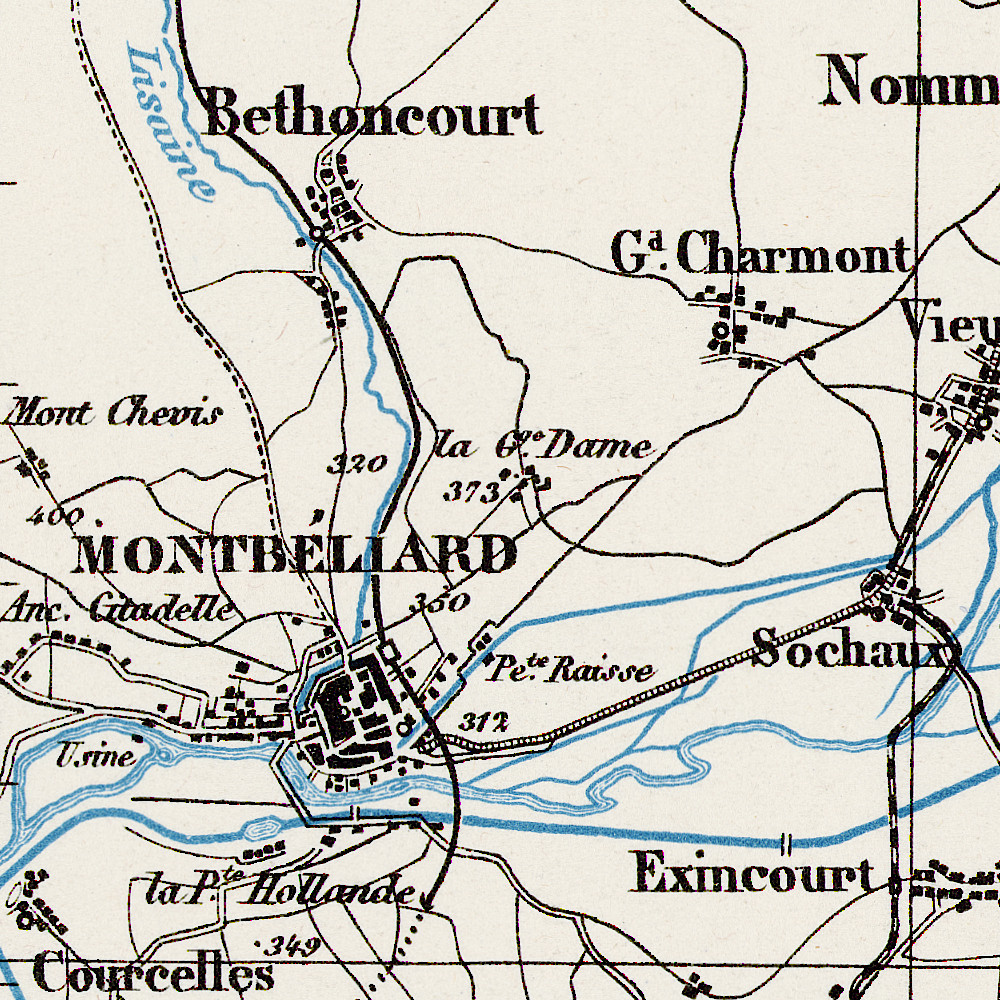 Lisaine
Bethoncourt
Nomm
Gd. Charmont
Vieu
Mont Chevis
la Gde. Dame
320
373
400
MONTBÉLIARD
Anc. Citadelle
350
Sochaux
Pete. Raisse
312
Usine
Exincourt
la Pte. Hollande
349
Courcelles